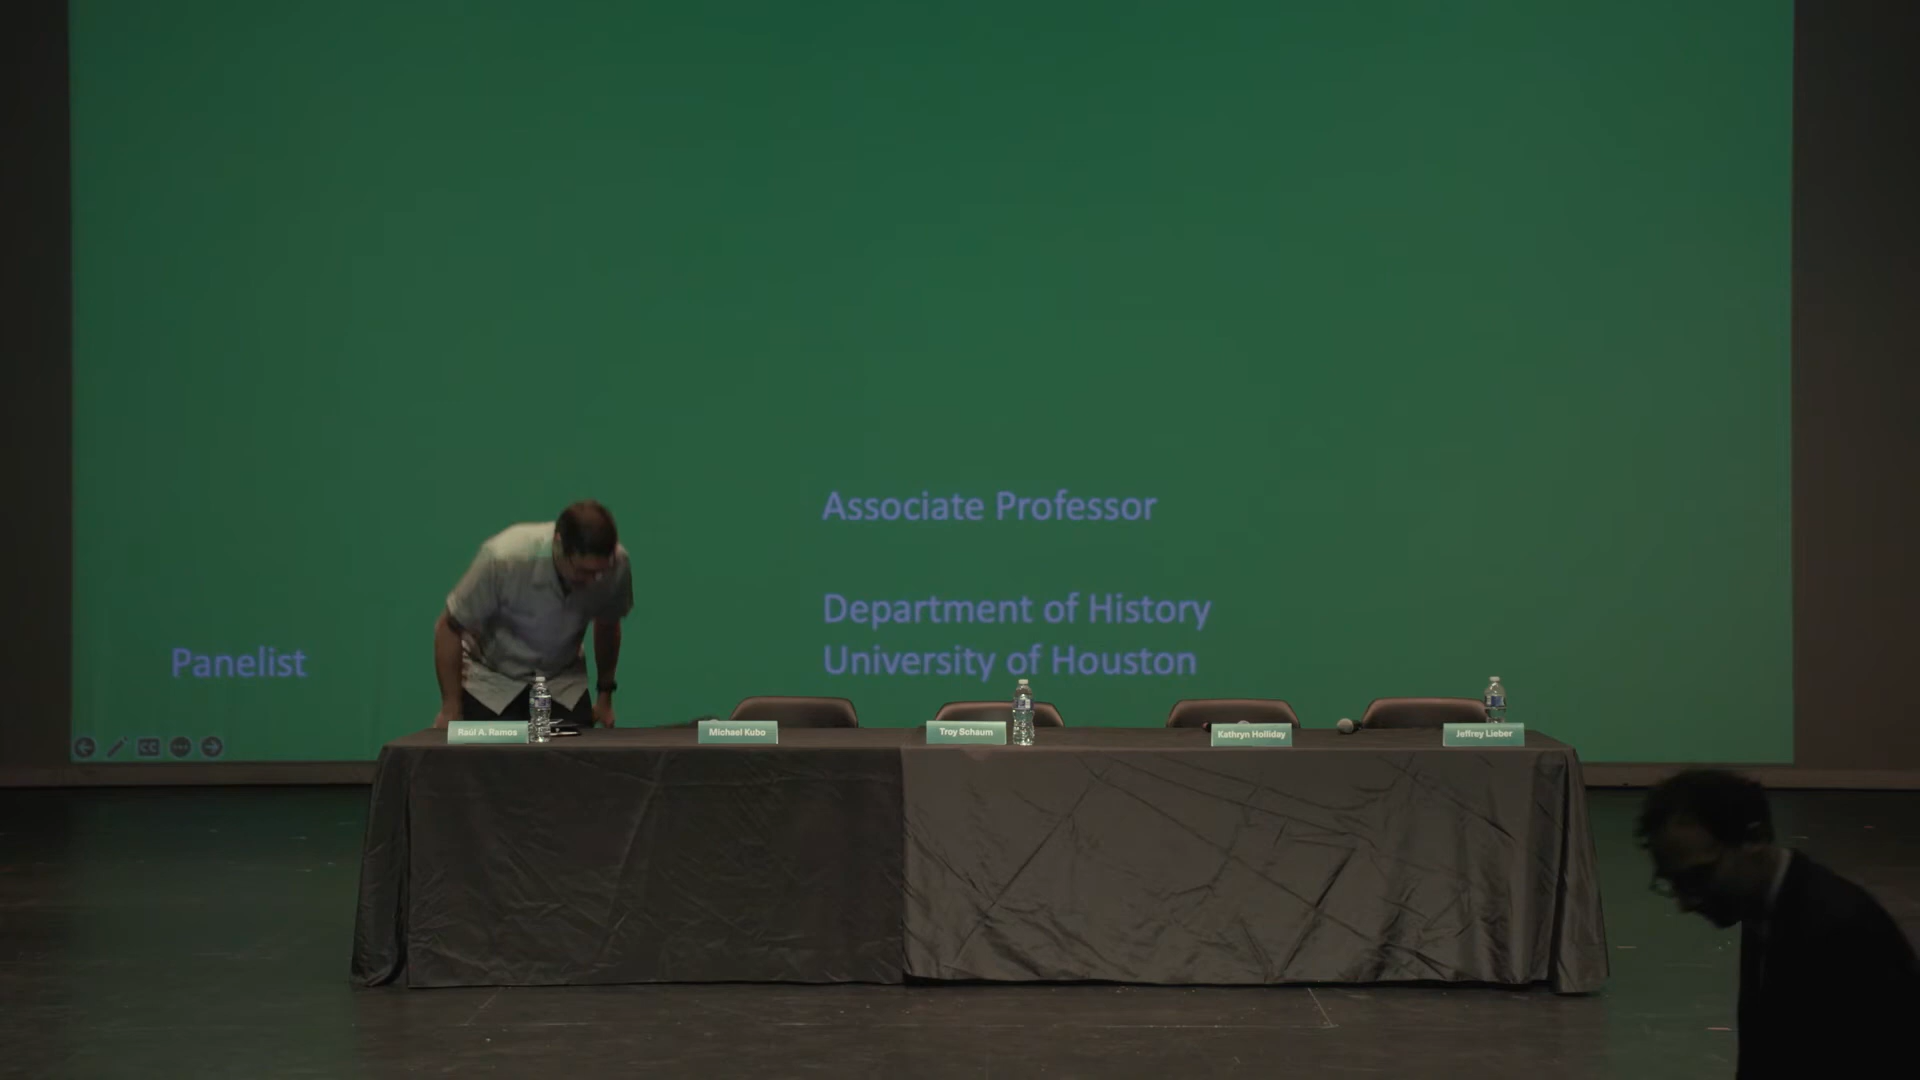 Associate Professor
Department of History
University of Houston
Panelist
CC
Raúl A. Ramos
Michael Kubo
Troy Schaum
Kathryn Holliday
Jeffrey Lieber